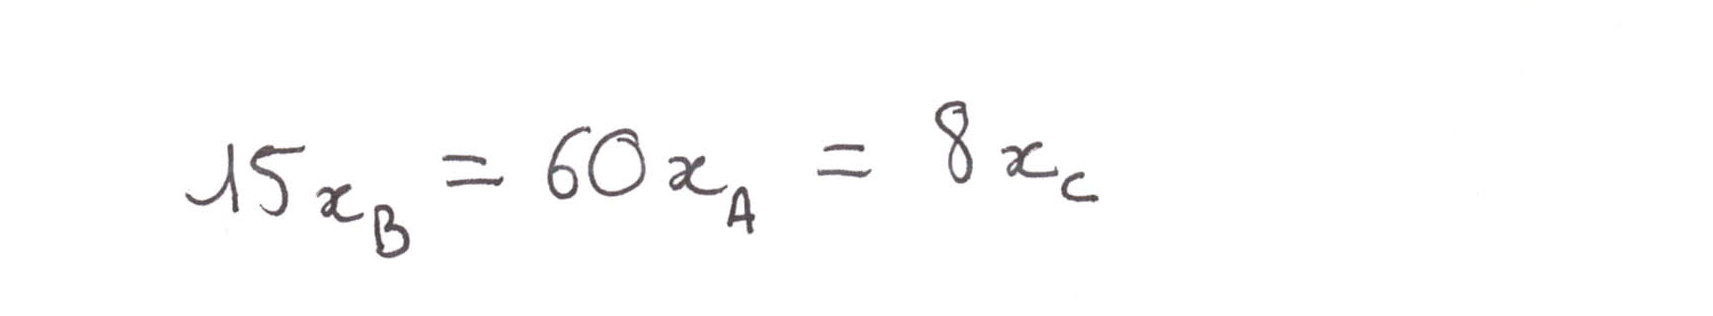 15x_B = 60x_A = 8x_C